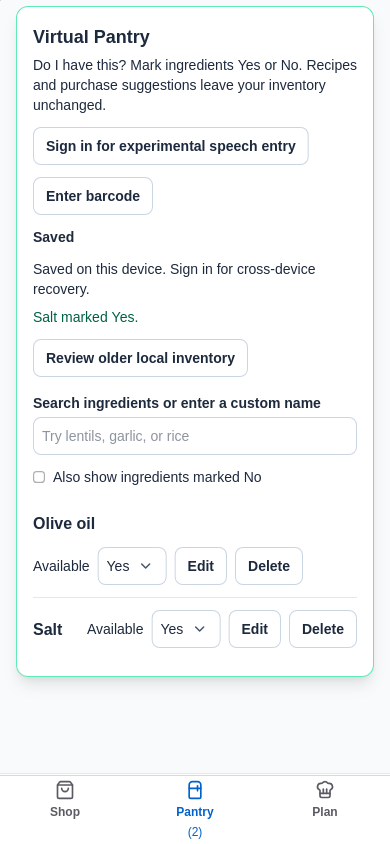 Virtual Pantry
Do I have this? Mark ingredients Yes or No. Recipes
and purchase suggestions leave your inventory
unchanged.
Sign in for experimental speech entry
Enter barcode
Saved
Saved on this device. Sign in for cross-device
recovery.
Salt marked Yes.
Review older local inventory
Search ingredients or enter a custom name
Try lentils, garlic, or rice
Also show ingredients marked No
Olive oil
Available Yes Edit Delete
Salt Available Yes Edit Delete
Shop Pantry Plan
(2)